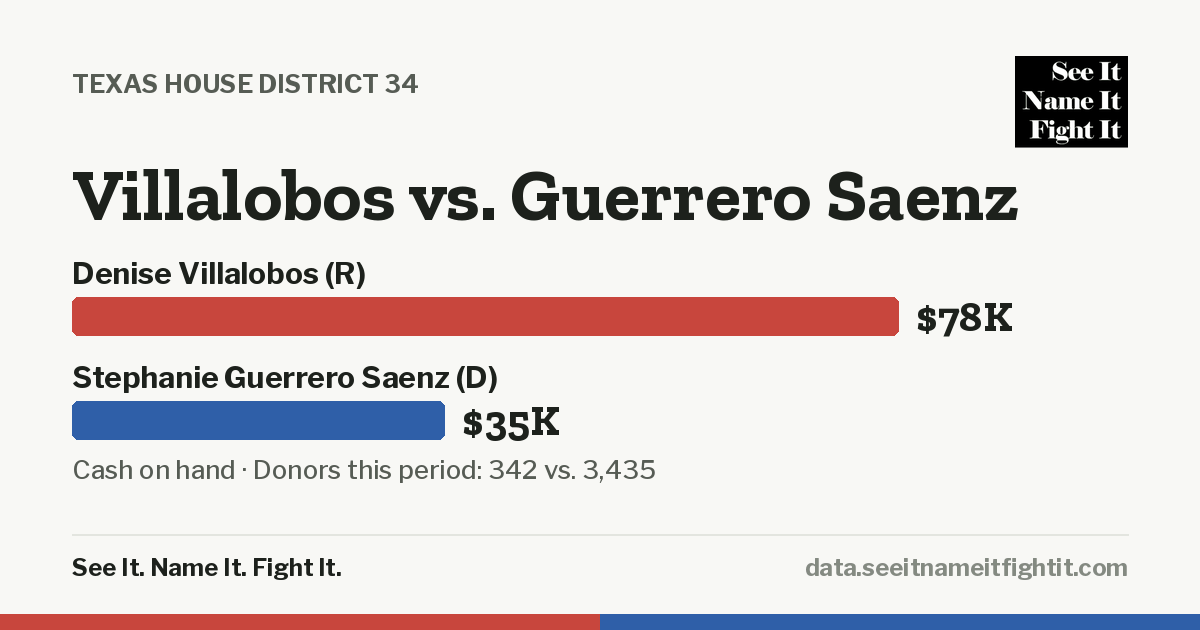 TEXAS HOUSE DISTRICT 34
See It
Name It
Fight It
Villalobos vs. Guerrero Saenz
Denise Villalobos (R)
$78K
Stephanie Guerrero Saenz (D)
$35K
Cash on hand · Donors this period: 342 vs. 3,435
See It. Name It. Fight It.
data.seeitnameitfightit.com